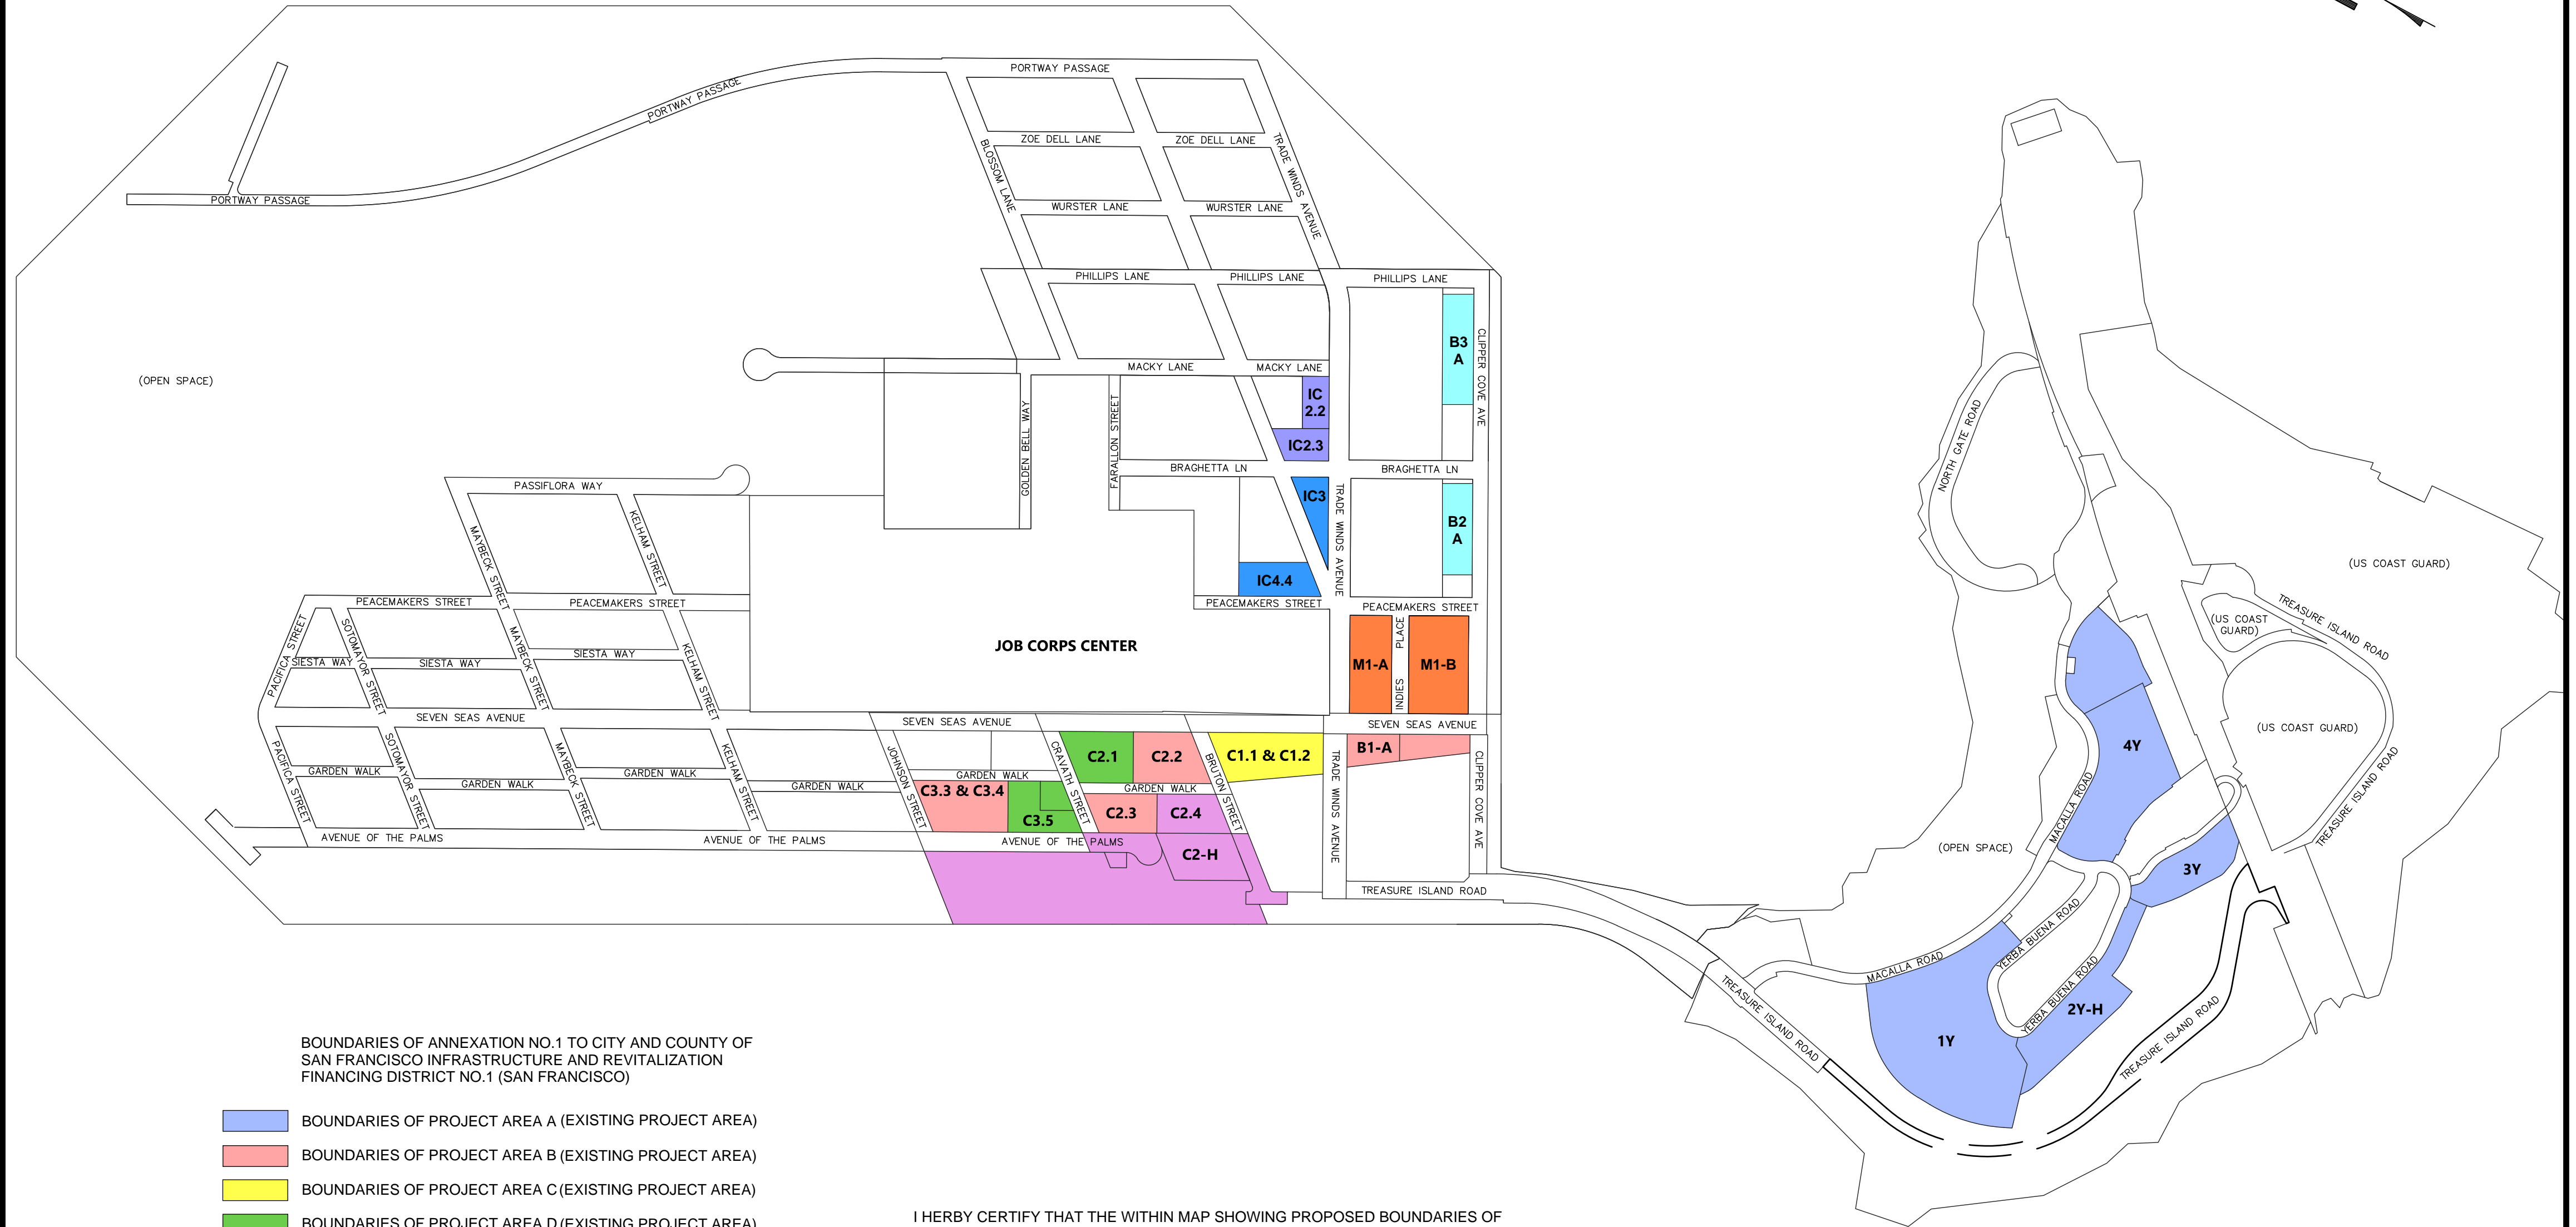 PORTWAY PASSAGE
PORTWAY PASSAGE
PORTWAY PASSAGE
ZOE DELL LANE
ZOE DELL LANE
BLOSSOM LANE
TRADE WINDS AVENUE
WURSTER LANE
WURSTER LANE
PHILLIPS LANE
PHILLIPS LANE
PHILLIPS LANE
(OPEN SPACE)
MACKY LANE
MACKY LANE
B3
A
CLIPPER COVE AVE
IC
2.2
IC2.3
GOLDEN BELL WAY
FARALLON STREET
BRAGHETTA LN
BRAGHETTA LN
NORTH GATE ROAD
PASSIFLORA WAY
MAYBECK STREET
KELHAM STREET
IC3
TRADE WINDS AVENUE
B2
A
IC4.4
(US COAST GUARD)
PEACEMAKERS STREET
PEACEMAKERS STREET
PEACEMAKERS STREET
PEACEMAKERS STREET
TREASURE ISLAND ROAD
(US COAST
GUARD)
PACIFICA STREET
SOTOMAYOR STREET
MAYBECK STREET
KELHAM STREET
SIESTA WAY
SIESTA WAY
SIESTA WAY
JOB CORPS CENTER
M1-A
INDIES PLACE
M1-B
SEVEN SEAS AVENUE
SEVEN SEAS AVENUE
SEVEN SEAS AVENUE
(US COAST GUARD)
4Y
PACIFICA STREET
SOTOMAYOR STREET
MAYBECK STREET
KELHAM STREET
JOHNSON STREET
CRAVATH STREET
C2.1
C2.2
BRUTON STREET
C1.1 & C1.2
TRADE WINDS AVENUE
B1-A
CLIPPER COVE AVE
GARDEN WALK
GARDEN WALK
GARDEN WALK
GARDEN WALK
GARDEN WALK
GARDEN WALK
C3.3 & C3.4
C3.5
C2.3
C2.4
MACALLA ROAD
TREASURE ISLAND ROAD
AVENUE OF THE PALMS
AVENUE OF THE PALMS
AVENUE OF THE PALMS
C2-H
(OPEN SPACE)
3Y
TREASURE ISLAND ROAD
YERBA BUENA ROAD
MACALLA ROAD
YERBA BUENA ROAD
2Y-H
1Y
TREASURE ISLAND ROAD
TREASURE ISLAND ROAD
BOUNDARIES OF ANNEXATION NO.1 TO CITY AND COUNTY OF
SAN FRANCISCO INFRASTRUCTURE AND REVITALIZATION
FINANCING DISTRICT NO.1 (SAN FRANCISCO)
BOUNDARIES OF PROJECT AREA A (EXISTING PROJECT AREA)
BOUNDARIES OF PROJECT AREA B (EXISTING PROJECT AREA)
BOUNDARIES OF PROJECT AREA C (EXISTING PROJECT AREA)
BOUNDARIES OF PROJECT AREA D (EXISTING PROJECT AREA)
I HERBY CERTIFY THAT THE WITHIN MAP SHOWING PROPOSED BOUNDARIES OF